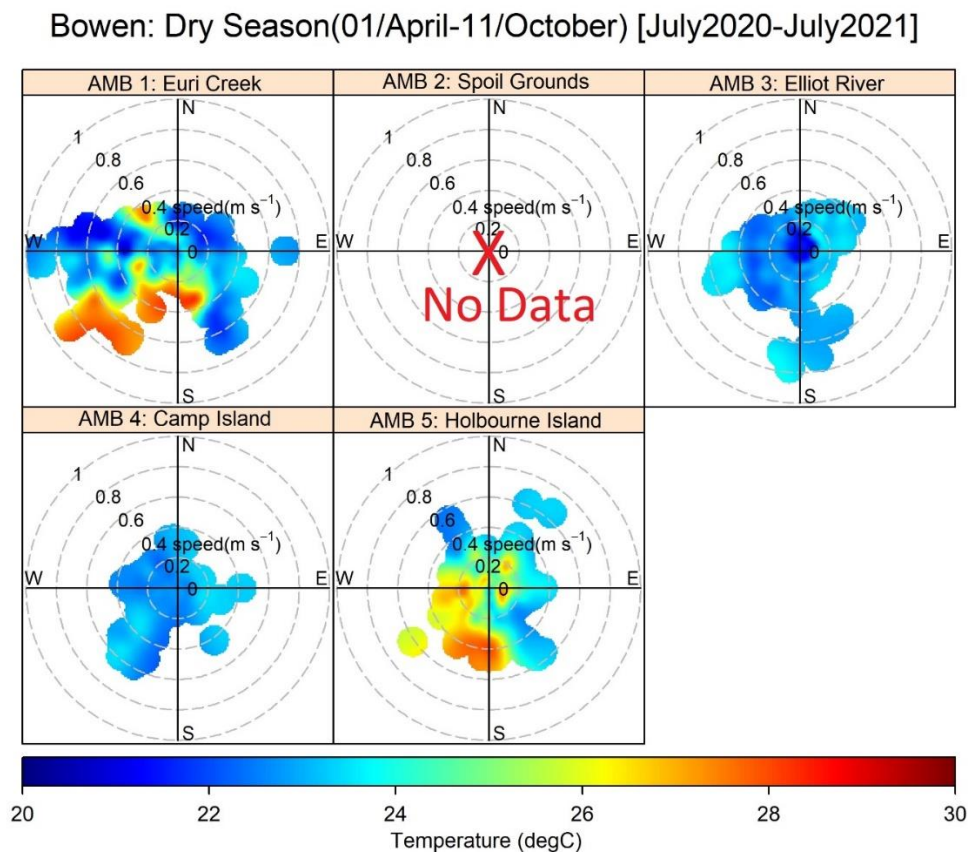 Bowen: Dry Season(01/April-11/October) [July2020-July2021]
AMB 1: Euri Creek
N
1
0.8
0.6
0.4 speed(m s⁻¹)
0.2
W
0
E
S
AMB 2: Spoil Grounds
N
1
0.8
0.6
0.4 speed(m s⁻¹)
0.2
W
X
0
E
No Data
S
AMB 3: Elliot River
N
1
0.8
0.6
0.4 speed(m s⁻¹)
0.2
W
0
E
S
AMB 4: Camp Island
N
1
0.8
0.6
0.4 speed(m s⁻¹)
0.2
W
0
E
S
AMB 5: Holbourne Island
N
1
0.8
0.6
0.4 speed(m s⁻¹)
0.2
W
0
E
S
20 22 24 26 28 30
Temperature (degC)